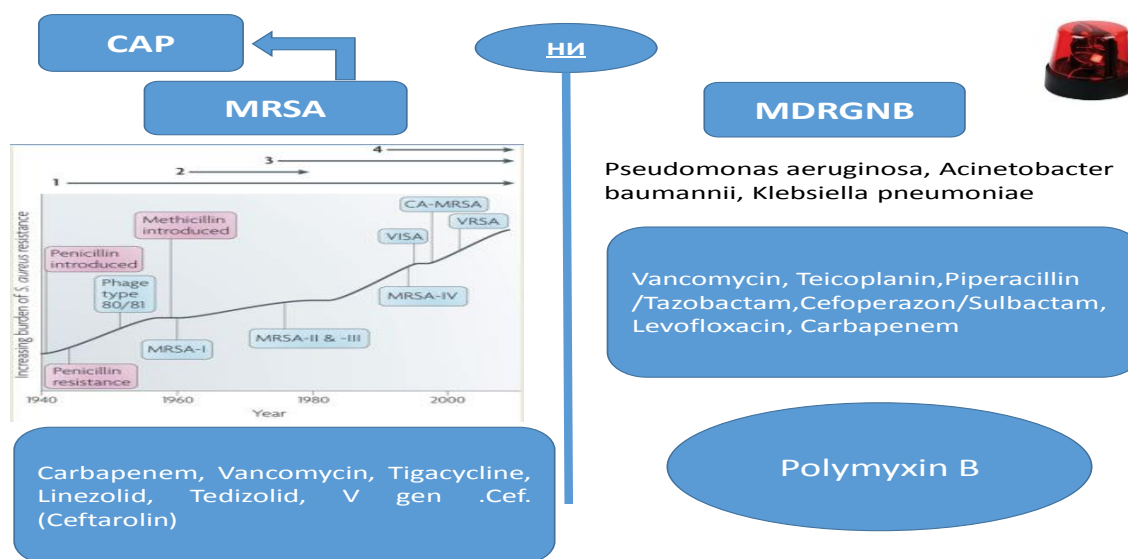 CAP
НИ
MRSA
MDRGNB
4
3
2
1
Increasing burden of S. aureus resistance
Penicillin
introduced
Phage
type
80/81
Methicillin
introduced
CA-MRSA
VISA
VRSA
MRSA-IV
MRSA-I
MRSA-II & -III
Penicillin
resistance
1940
1960
1980
2000
Year
Carbapenem, Vancomycin, Tigacycline,
Linezolid, Tedizolid, V gen .Cef.
(Ceftarolin)
Pseudomonas aeruginosa, Acinetobacter
baumannii, Klebsiella pneumoniae
Vancomycin, Teicoplanin,Piperacillin
/Tazobactam,Cefoperazon/Sulbactam,
Levofloxacin, Carbapenem
Polymyxin B